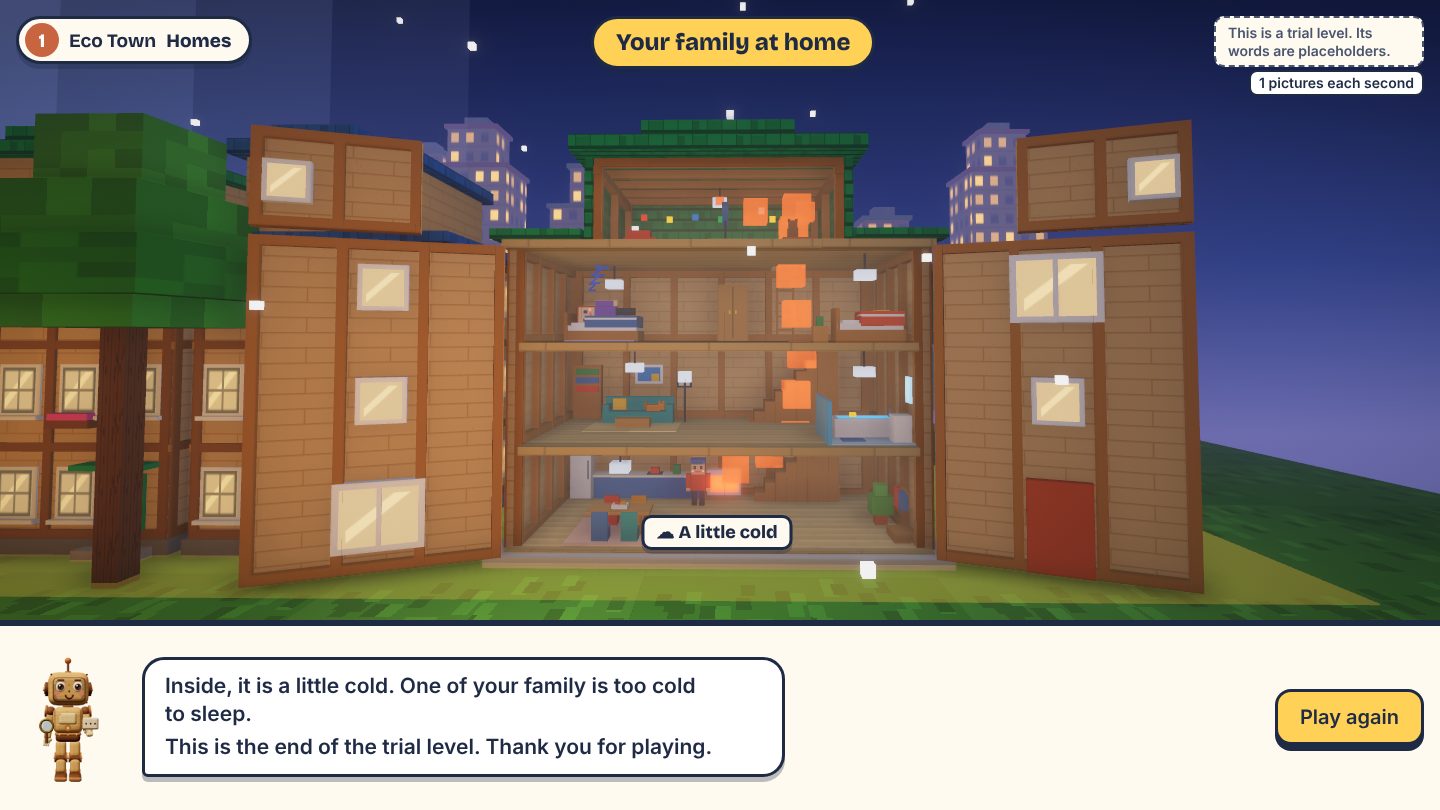 1 Eco Town Homes
Your family at home
This is a trial level. Its
words are placeholders.
1 pictures each second
z z z
☁ A little cold
Inside, it is a little cold. One of your family is too cold
to sleep.
This is the end of the trial level. Thank you for playing.
Play again